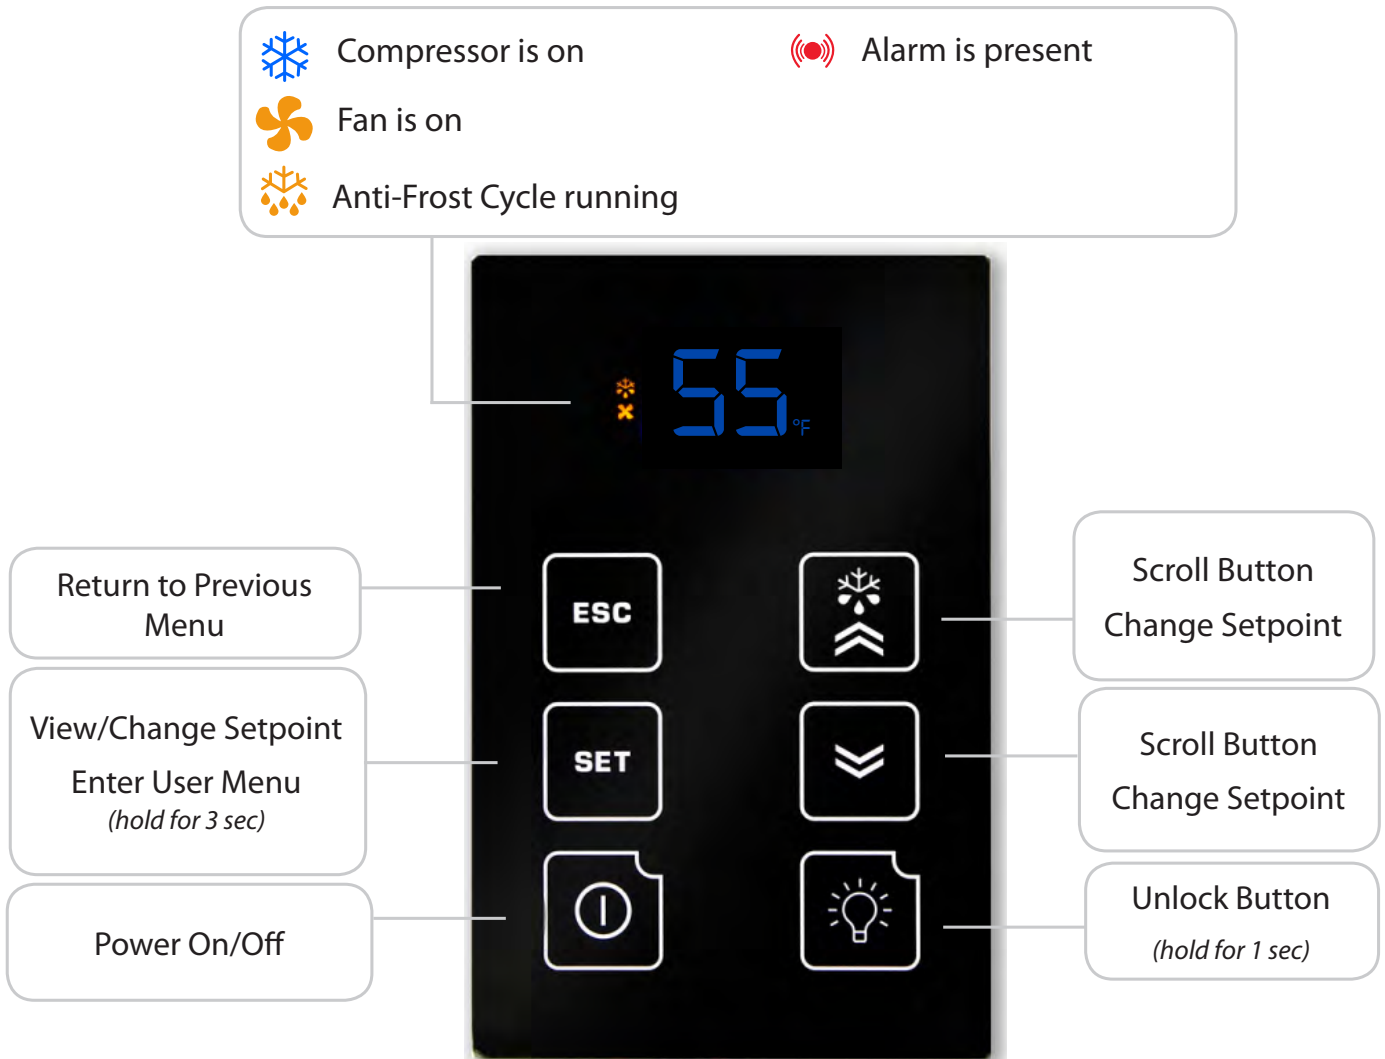 Compressor is on
Alarm is present
Fan is on
Anti-Frost Cycle running
55 °F
Return to Previous
Menu
ESC
Scroll Button
Change Setpoint
View/Change Setpoint
Enter User Menu
(hold for 3 sec)
SET
Scroll Button
Change Setpoint
Power On/Off
Unlock Button
(hold for 1 sec)